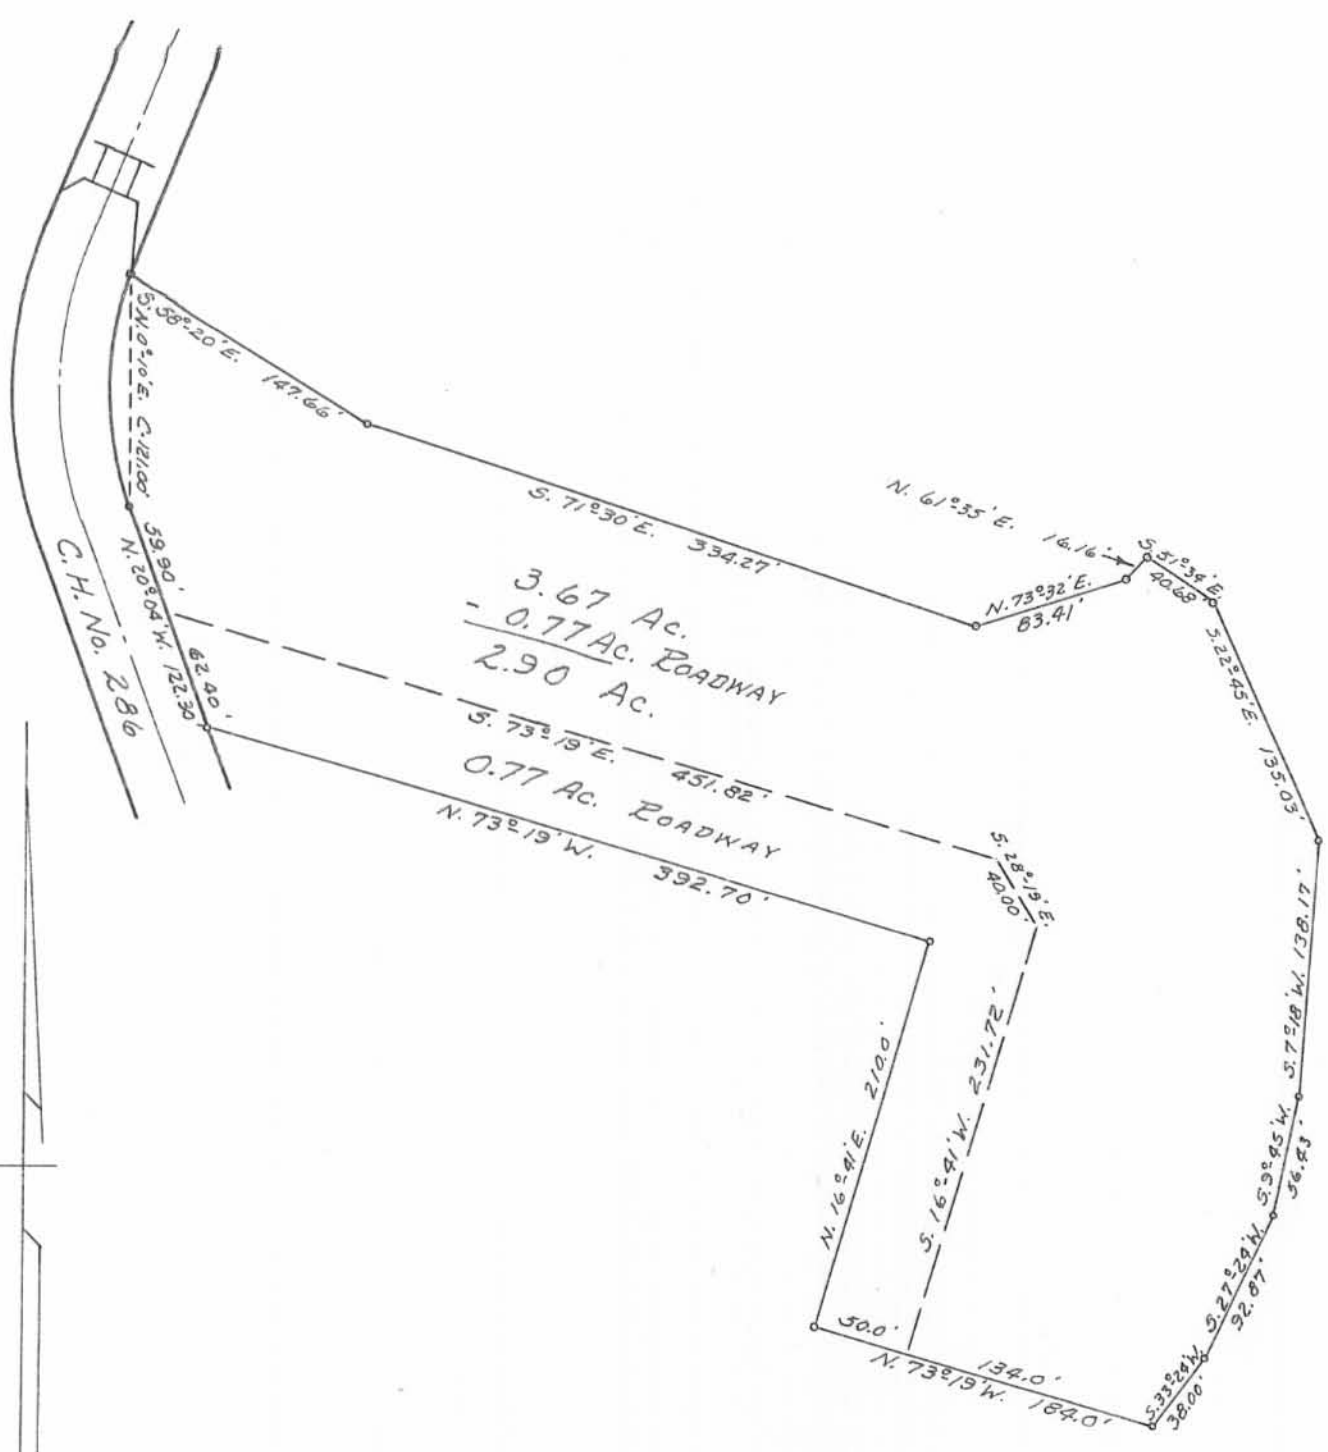 S. 58°-20' E.
147.66'
S. N. 0°-10' E. C-121.00'
59.90'
N. 20°-04' W. 122.30'
62.40'
C. H. No. 286
S. 71°30' E. 334.27'
N. 61°35' E.
16.16'
S. 51°34' E.
40.68'
N. 73°32' E.
83.41'
S. 22°-45' E. 135.03'
3.67 Ac.
- 0.77 Ac. ROADWAY
2.90 Ac.
S. 73°-19' E. 451.82'
0.77 Ac. ROADWAY
N. 73°-19' W. 392.70'
S. 28°-19' E.
40.00'
S. 7°-18' W. 138.17'
N. 16°-41' E. 210.0'
S. 16°-41' W. 231.72'
S. 9°-45' W.
56.43'
S. 27°-24' W.
92.87'
S. 33°-24' W.
38.00'
50.0'
134.0'
N. 73°19' W. 184.0'